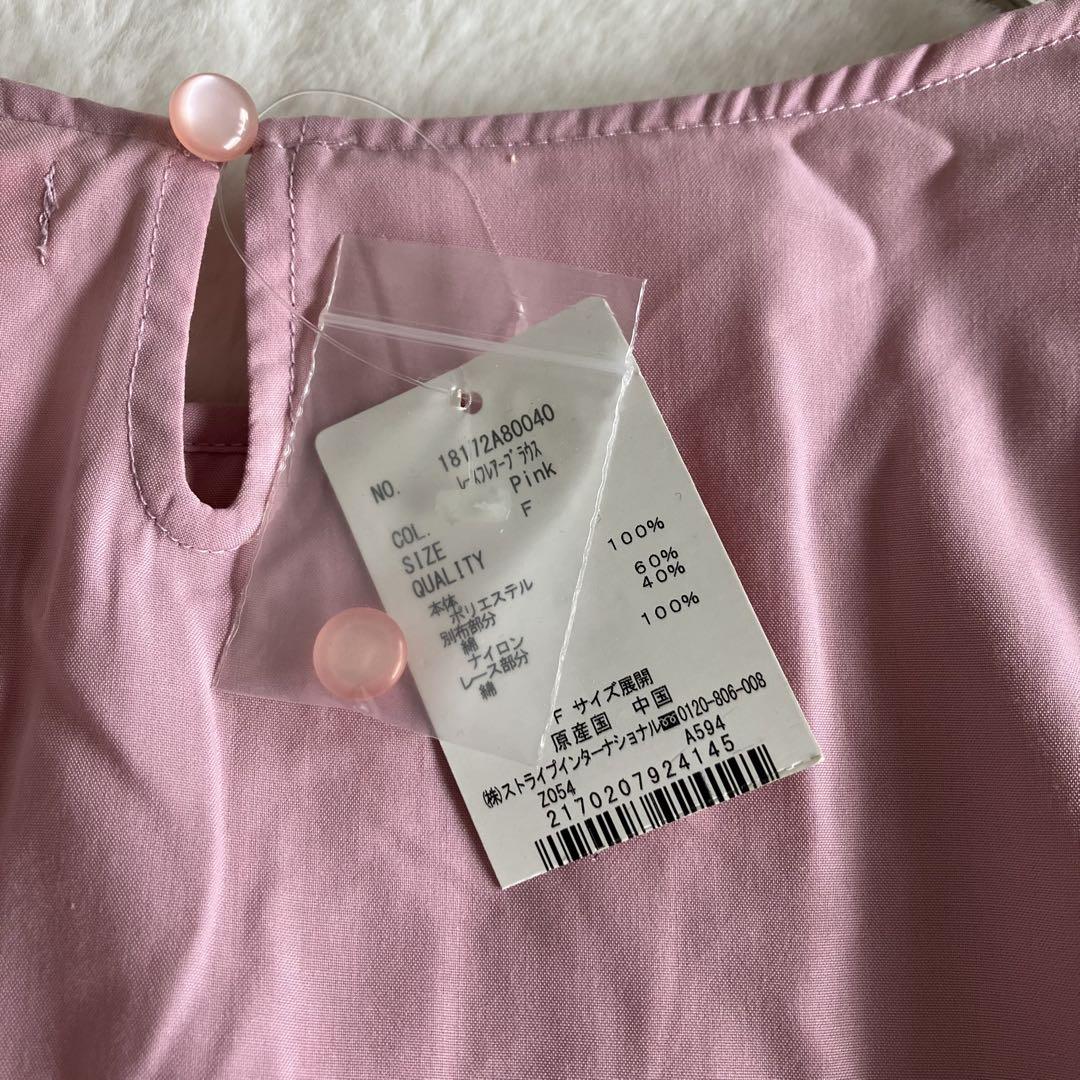 NO. 18172A80040
レースフレアーブラウス
COL. Pink
SIZE F
QUALITY
本体
ポリエステル 100%
別布部分
綿 60%
ナイロン 40%
レース部分
綿 100%
F サイズ展開
原産国 中国
㈱ストライプインターナショナル 0120-806-008
Z054 A594
2170207924145